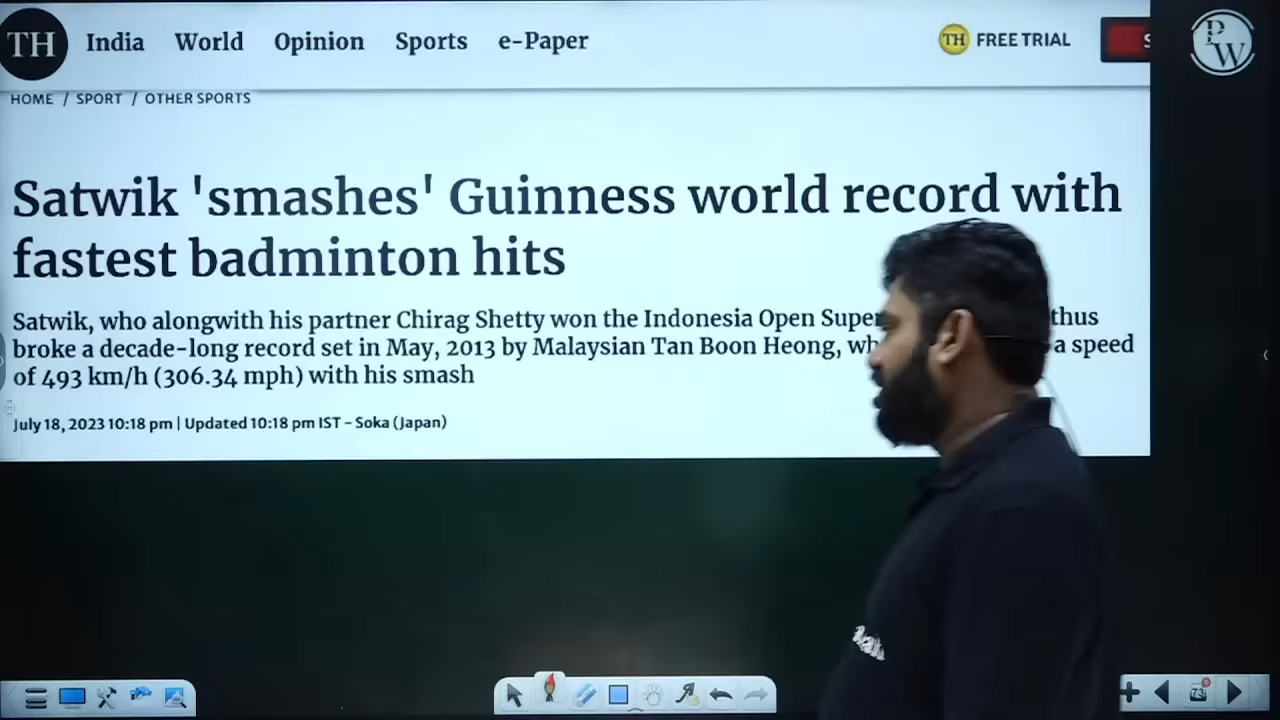 TH India World Opinion Sports e-Paper TH FREE TRIAL S
P
W
HOME / SPORT / OTHER SPORTS
Satwik 'smashes' Guinness world record with
fastest badminton hits
Satwik, who alongwith his partner Chirag Shetty won the Indonesia Open Super thus
broke a decade-long record set in May, 2013 by Malaysian Tan Boon Heong, a speed
of 493 km/h (306.34 mph) with his smash
July 18, 2023 10:18 pm | Updated 10:18 pm IST - Soka (Japan)
73